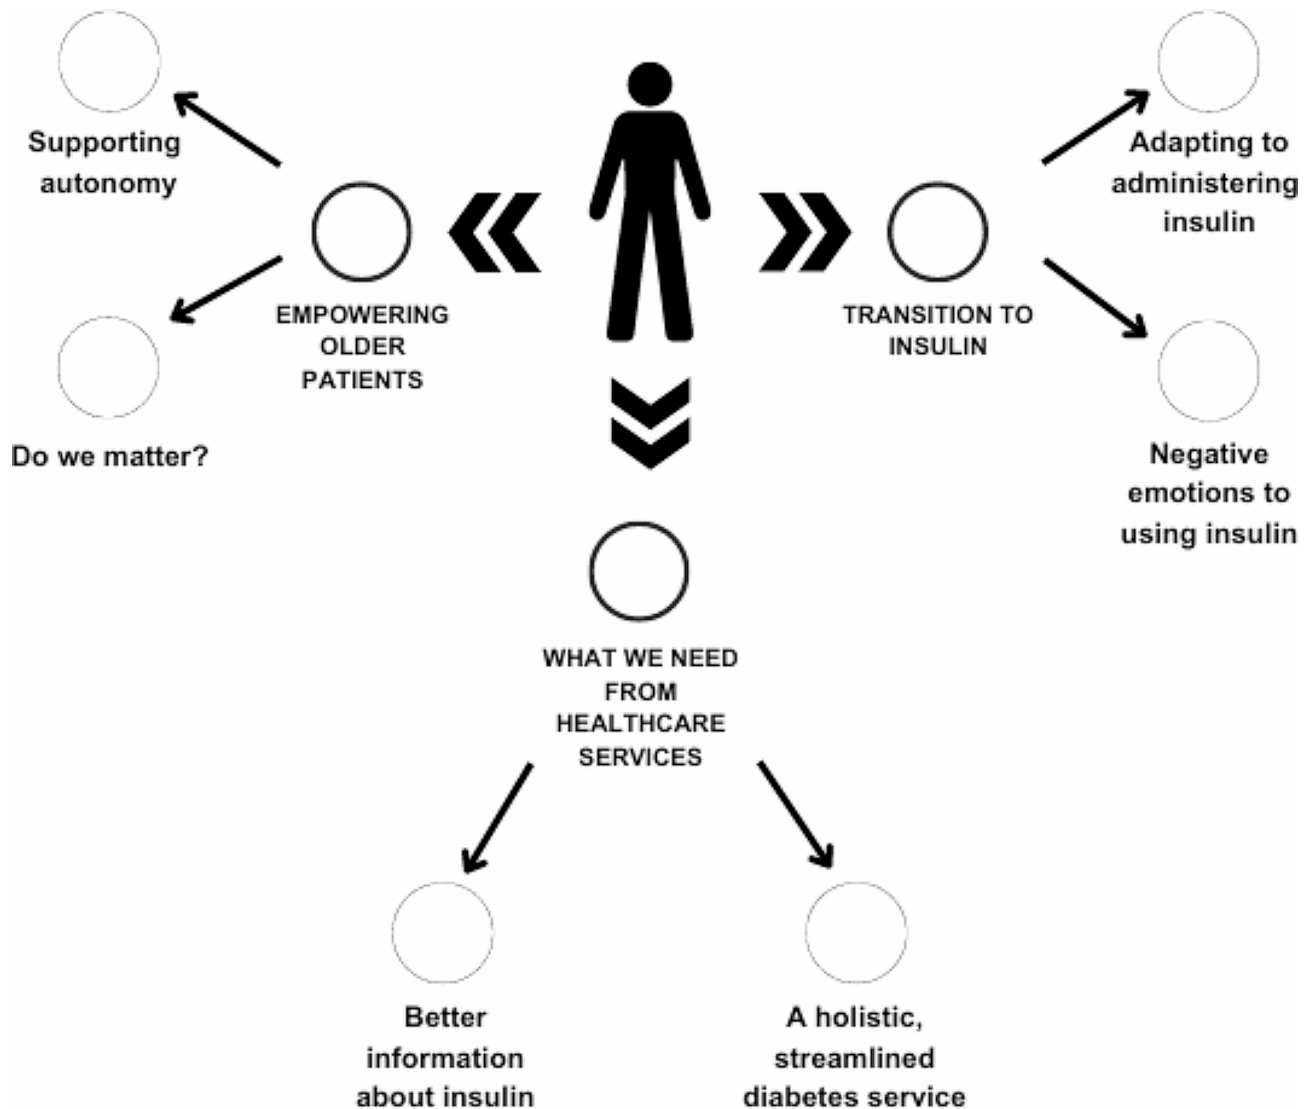 Supporting
autonomy
Do we matter?
EMPOWERING
OLDER
PATIENTS
TRANSITION TO
INSULIN
Adapting to
administering
insulin
Negative
emotions to
using insulin
WHAT WE NEED
FROM
HEALTHCARE
SERVICES
Better
information
about insulin
A holistic,
streamlined
diabetes service